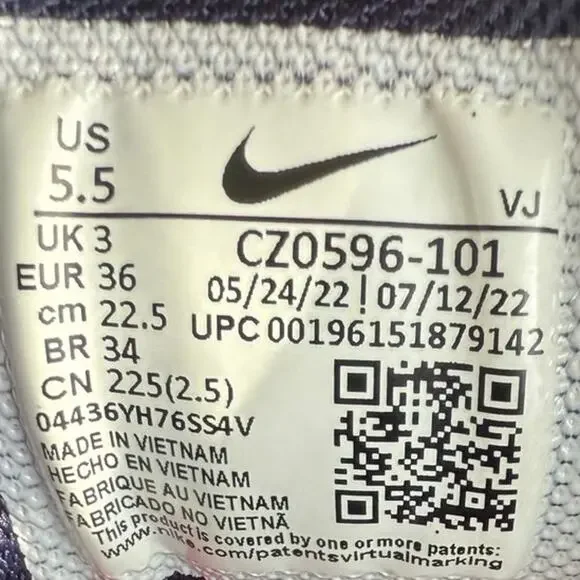 US
5.5
VJ
UK 3
CZ0596-101
EUR 36
05/24/22 ! 07/12/22
cm 22.5
UPC 00196151879142
BR 34
CN 225(2.5)
04436YH76SS4V
MADE IN VIETNAM
HECHO EN VIETNAM
FABRIQUE AU VIETNAM
FABRICADO NO VIETNÃ
This product is covered by one or more patents:
www.nike.com/patentsvirtualmarking